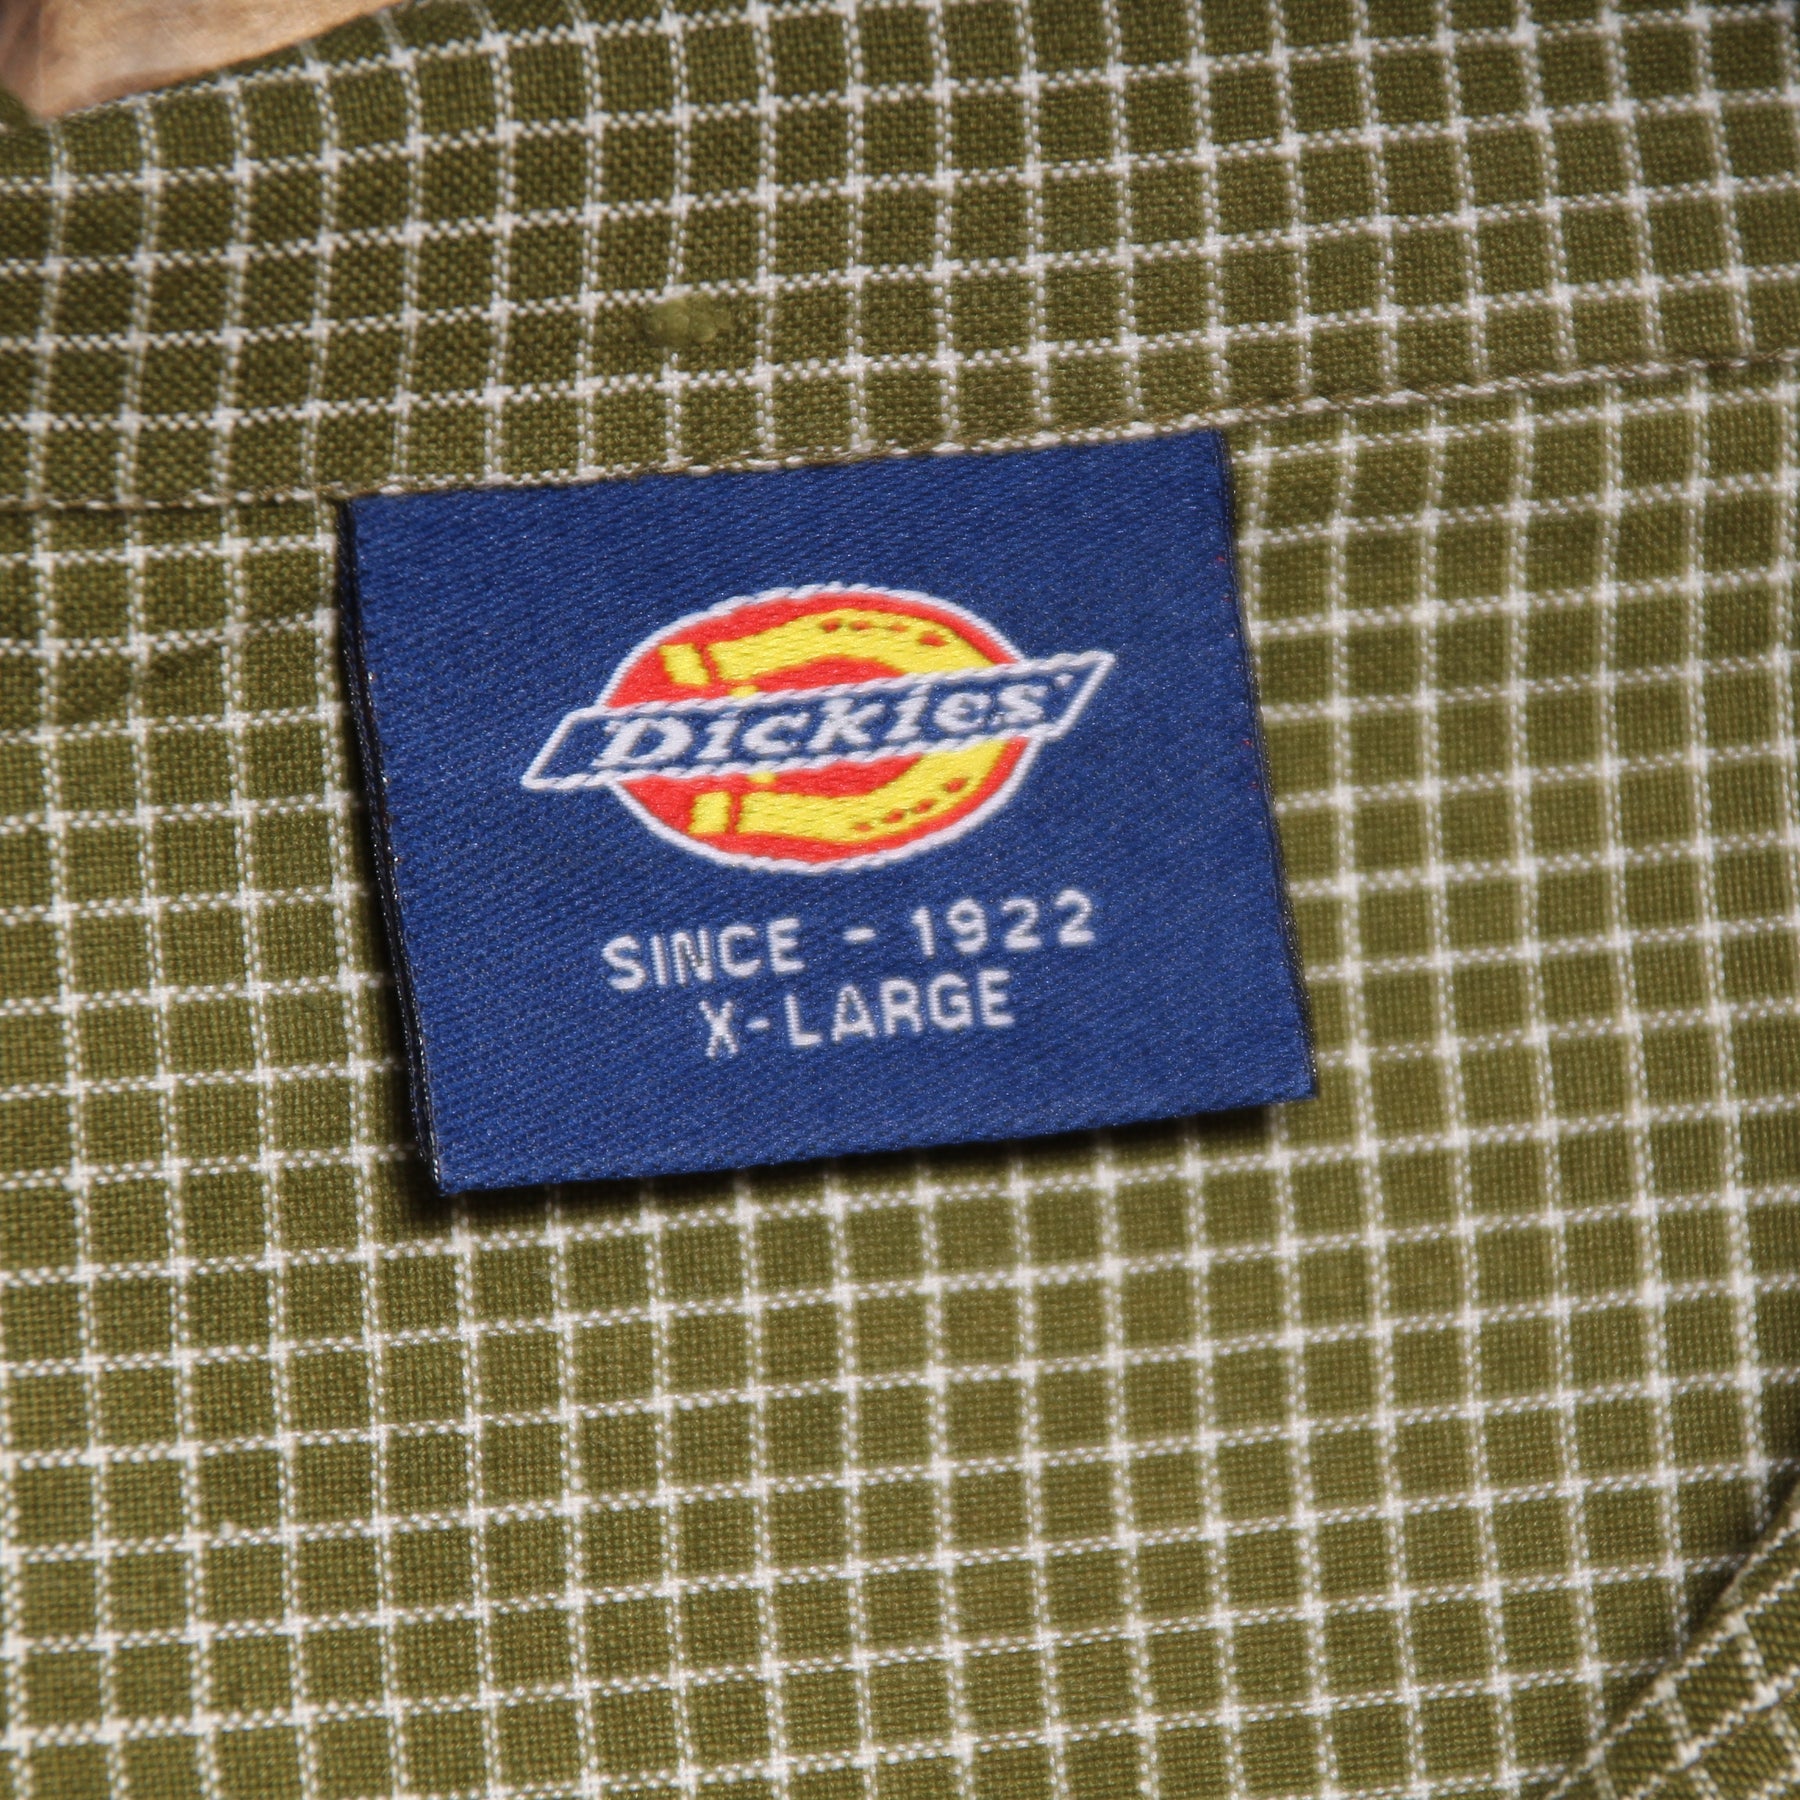 Dickies'
SINCE - 1922
X-LARGE